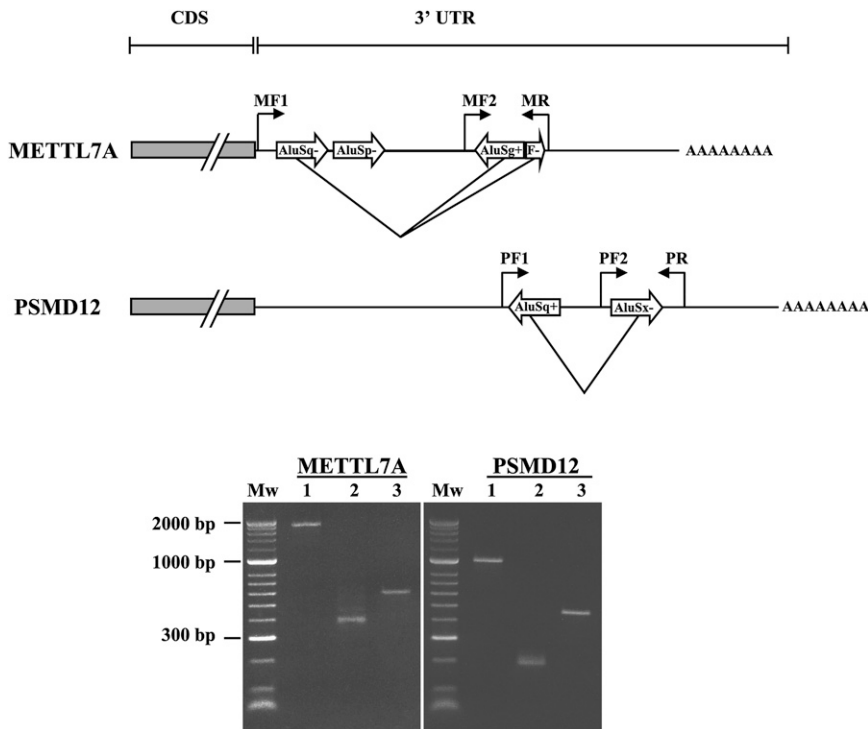 CDS 3’ UTR
MF1 MF2 MR
METTL7A AluSq- AluSp- AluSg+ F- AAAAAAAA
PF1 PF2 PR
PSMD12 AluSq+ AluSx- AAAAAAAA
METTL7A PSMD12
Mw 1 2 3 Mw 1 2 3
2000 bp
1000 bp
300 bp